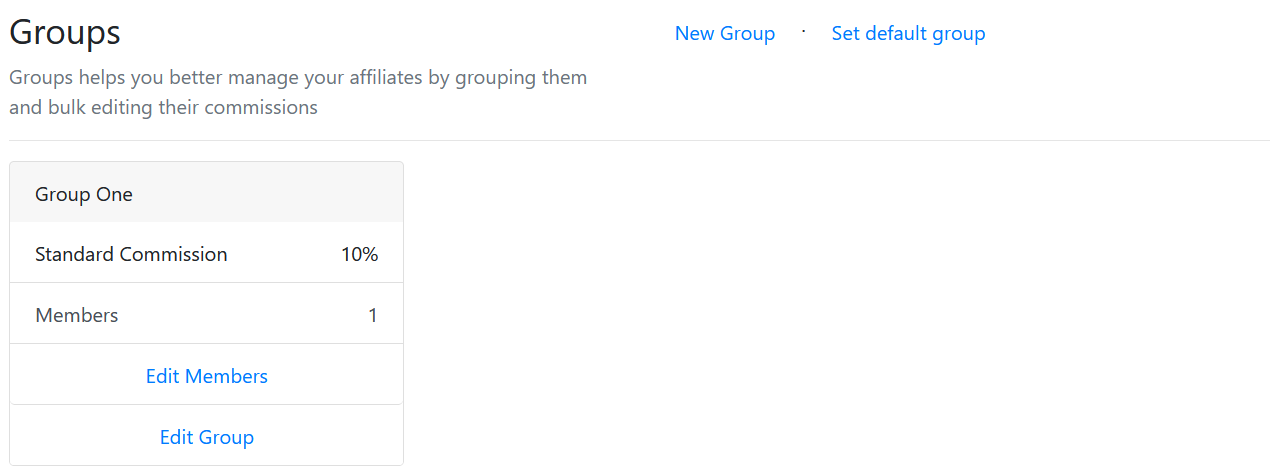 Groups
New Group · Set default group
Groups helps you better manage your affiliates by grouping them
and bulk editing their commissions
Group One
Standard Commission 10%
Members 1
Edit Members
Edit Group